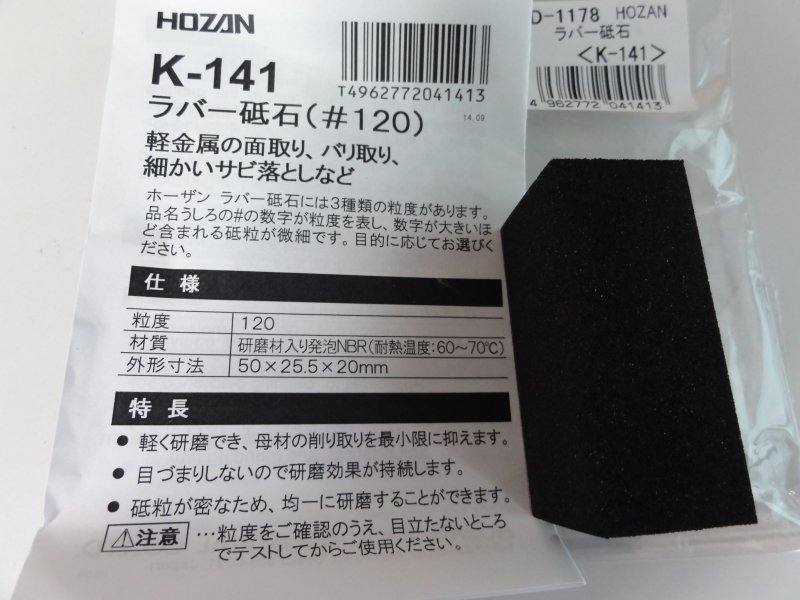 HOZAN
K-141
T4962772041413
ラバー砥石(#120)
14.09
軽金属の面取り、バリ取り、
細かいサビ落としなど
ホーザン ラバー砥石には3種類の粒度があります。
品名うしろの#の数字が粒度を表し、数字が大きいほ
ど含まれる砥粒が微細です。目的に応じてお選びく
ださい。
仕様
粒度 120
材質 研磨材入り発泡NBR(耐熱温度:60〜70℃)
外形寸法 50×25.5×20mm
特長
● 軽く研磨でき、母材の削り取りを最小限に抑えます。
● 目づまりしないので研磨効果が持続します。
● 砥粒が密なため、均一に研磨することができます。
⚠注意 …粒度をご確認のうえ、目立たないところ
でテストしてからご使用ください。
D-1178 HOZAN
ラバー砥石
<K-141>
4 962772 041413